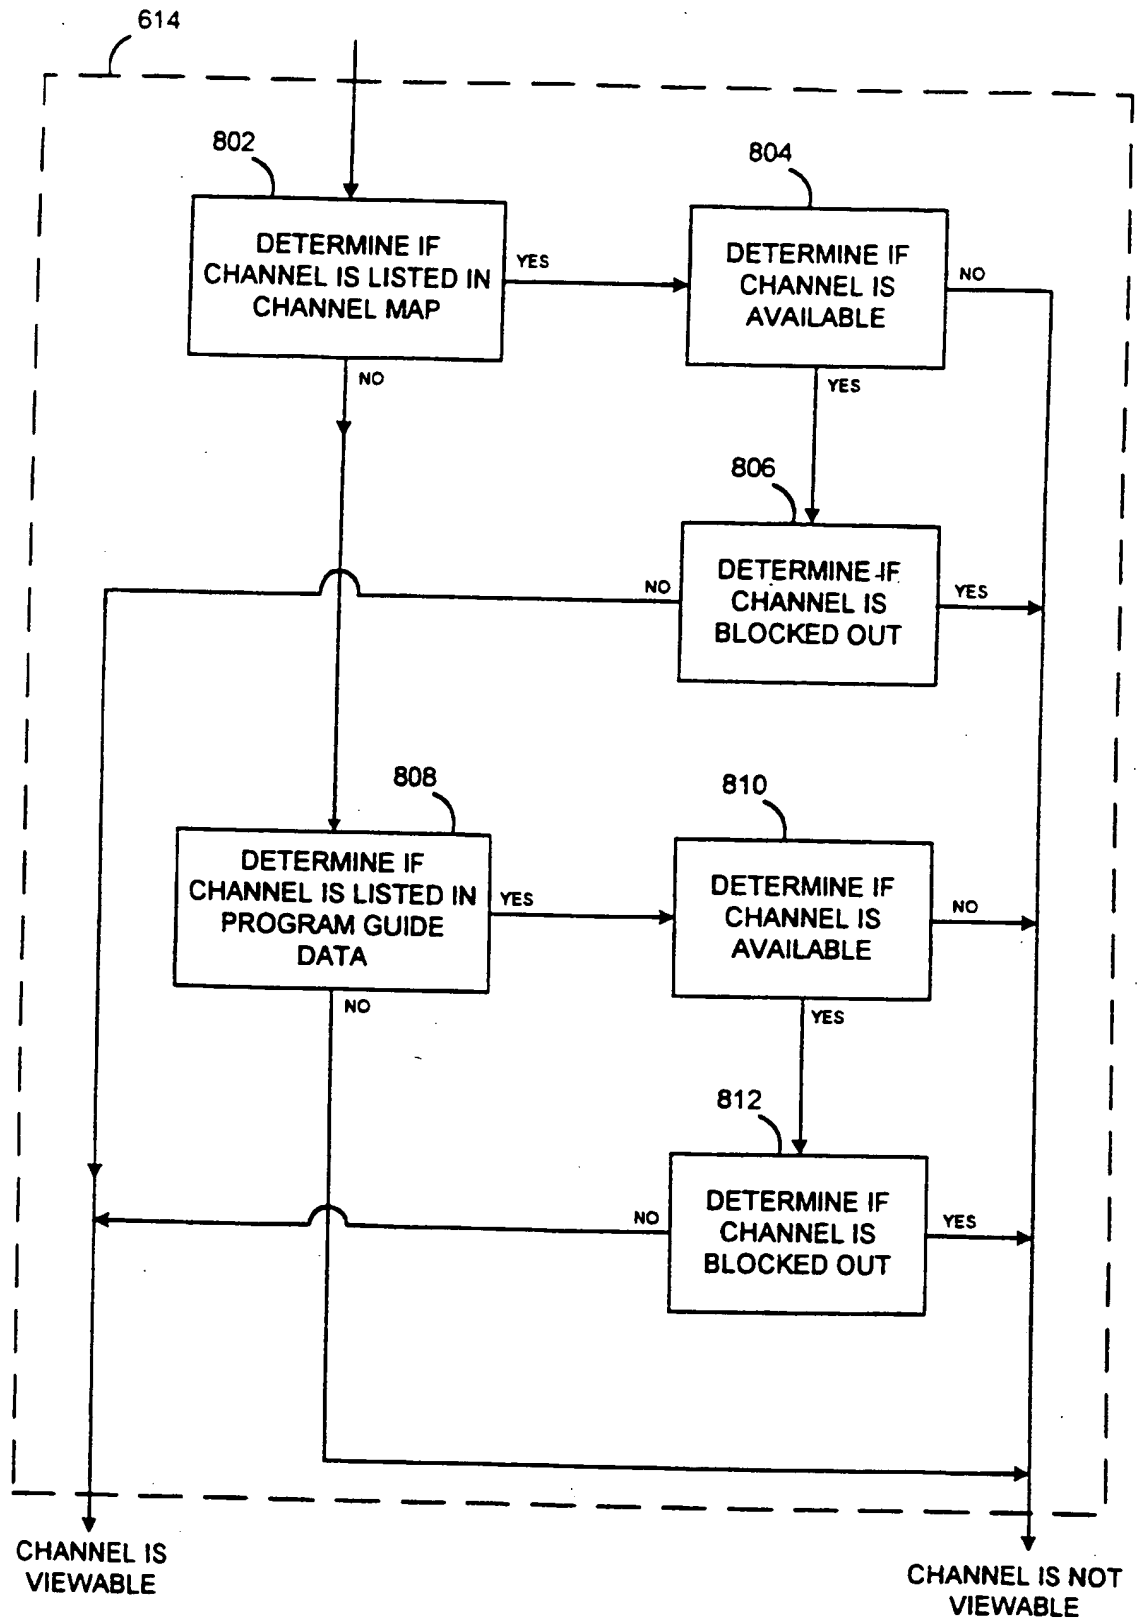 614
802
804
DETERMINE IF
CHANNEL IS LISTED IN
CHANNEL MAP
YES
DETERMINE IF
CHANNEL IS
AVAILABLE
NO
NO
YES
806
DETERMINE IF
CHANNEL IS
BLOCKED OUT
NO
YES
808
810
DETERMINE IF
CHANNEL IS LISTED IN
PROGRAM GUIDE
DATA
YES
DETERMINE IF
CHANNEL IS
AVAILABLE
NO
NO
YES
812
DETERMINE IF
CHANNEL IS
BLOCKED OUT
NO
YES
CHANNEL IS
VIEWABLE
CHANNEL IS NOT
VIEWABLE